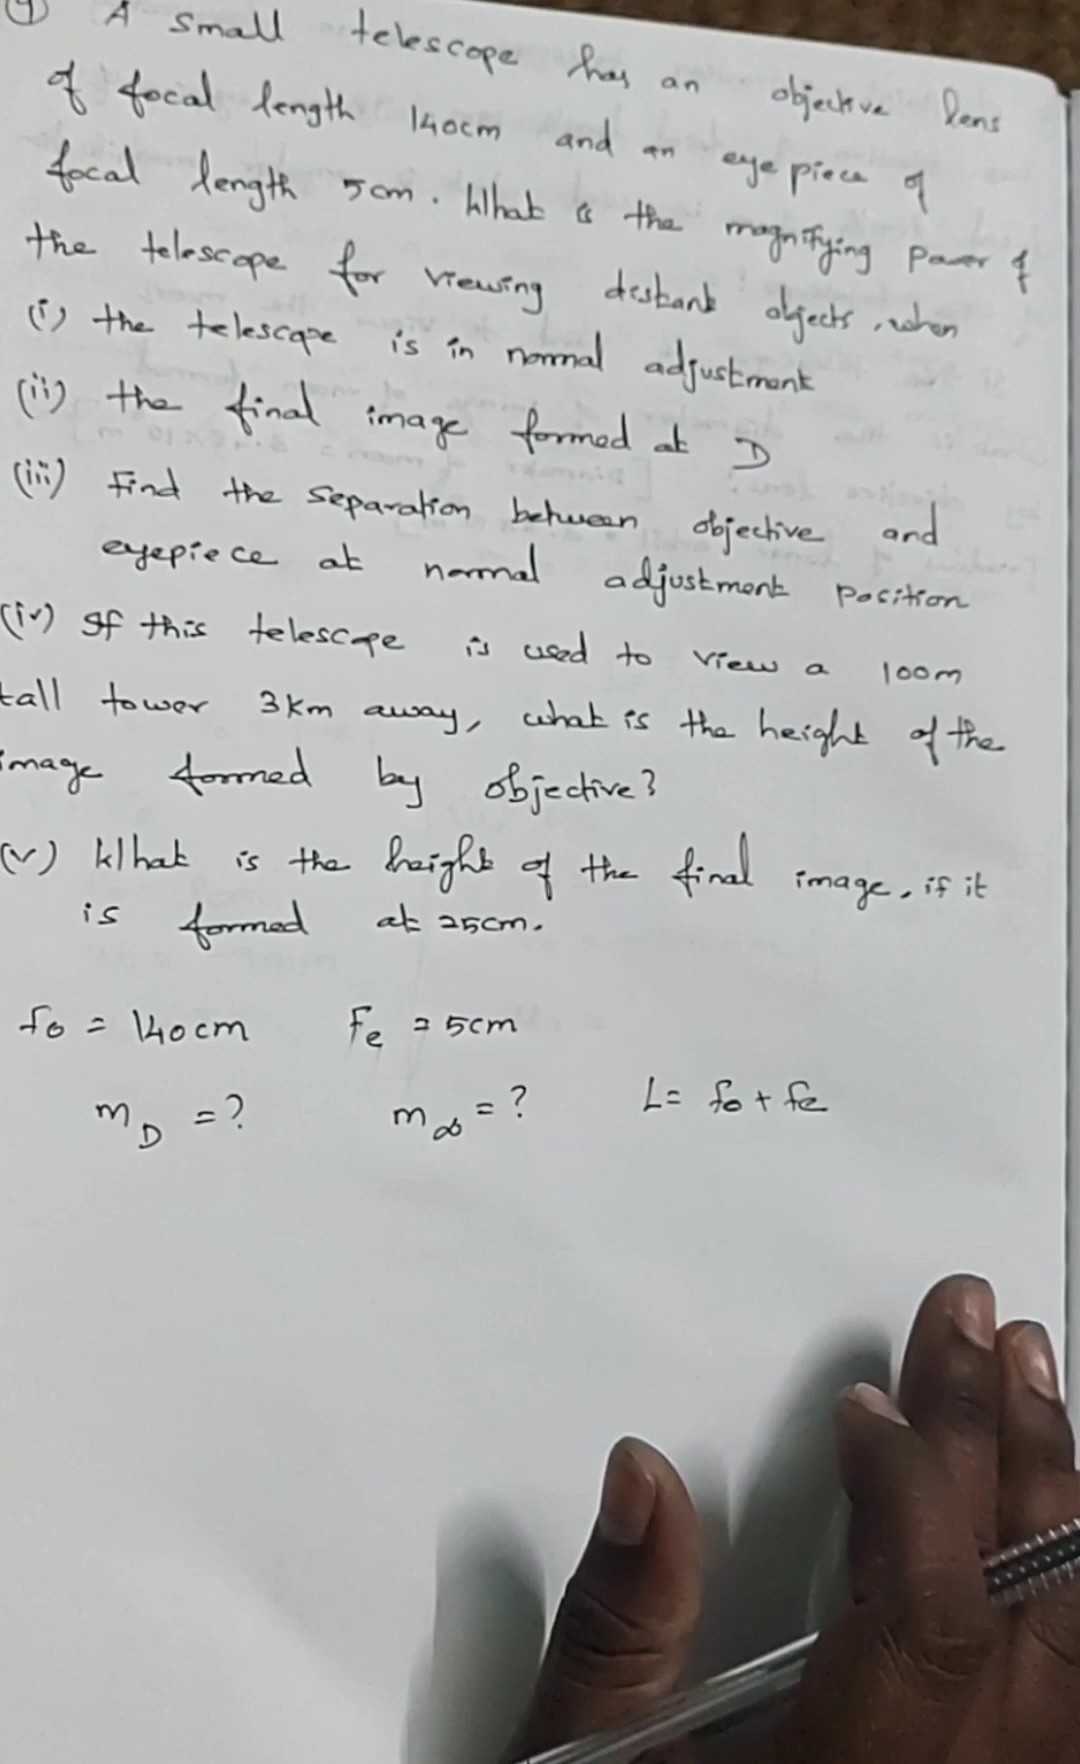 9 A small telescope has an objective lens
of focal length 140cm and an eye piece of
focal length 5cm. What is the magnifying power of
the telescope for viewing distant objects, when
(i) the telescope is in normal adjustment
(ii) the final image formed at D
(iii) Find the separation between objective and
eyepiece at normal adjustment position
(iv) If this telescope is used to view a 100m
tall tower 3km away, what is the height of the
image formed by objective?
(v) What is the height of the final image, if it
is formed at 25cm.
fo = 140cm Fe = 5cm
m_D = ? m_∞ = ? L = fo + fe